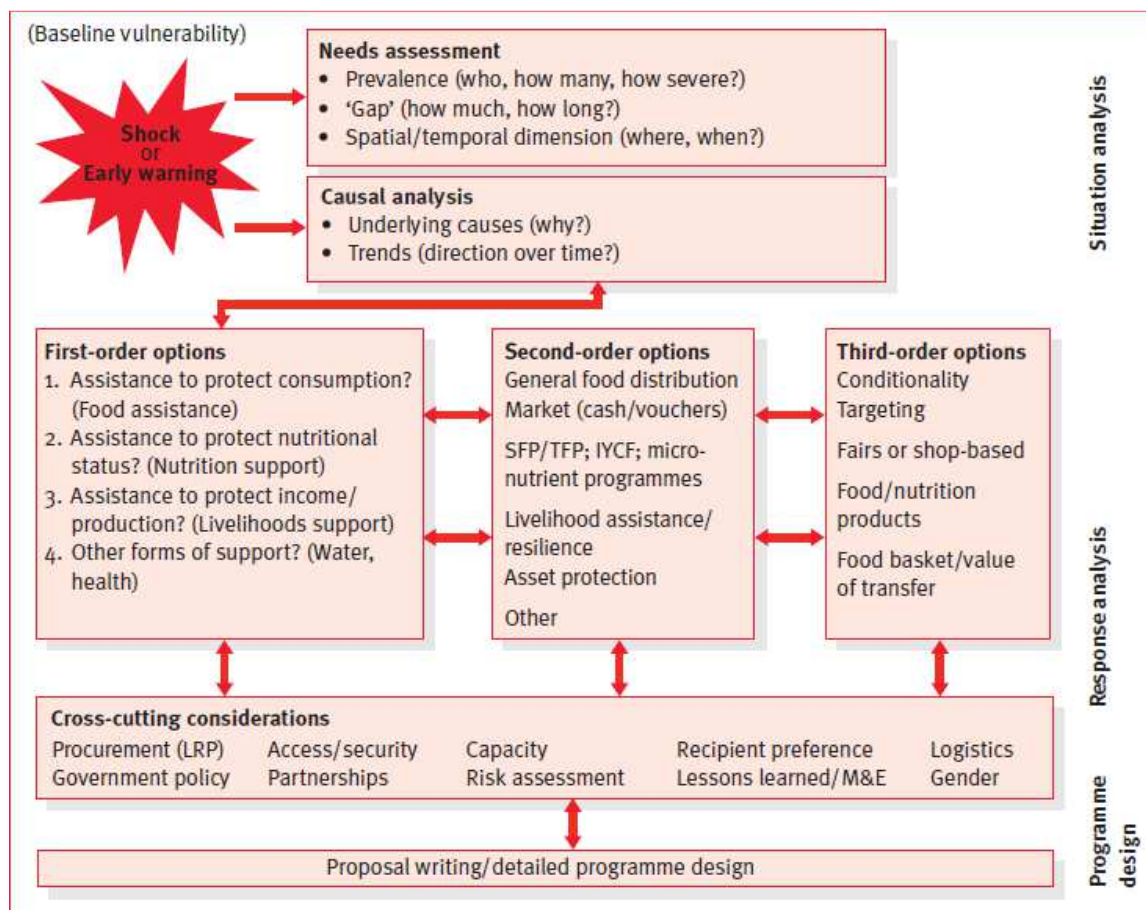 (Baseline vulnerability)
Shock
or
Early warning
Needs assessment
• Prevalence (who, how many, how severe?)
• ‘Gap’ (how much, how long?)
• Spatial/temporal dimension (where, when?)
Causal analysis
• Underlying causes (why?)
• Trends (direction over time?)
Situation analysis
First-order options
1. Assistance to protect consumption?
(Food assistance)
2. Assistance to protect nutritional
status? (Nutrition support)
3. Assistance to protect income/
production? (Livelihoods support)
4. Other forms of support? (Water,
health)
Second-order options
General food distribution
Market (cash/vouchers)
SFP/TFP; IYCF; micro-
nutrient programmes
Livelihood assistance/
resilience
Asset protection
Other
Third-order options
Conditionality
Targeting
Fairs or shop-based
Food/nutrition
products
Food basket/value
of transfer
Response analysis
Cross-cutting considerations
Procurement (LRP) Access/security Capacity Recipient preference Logistics
Government policy Partnerships Risk assessment Lessons learned/M&E Gender
Proposal writing/detailed programme design
Programme
design